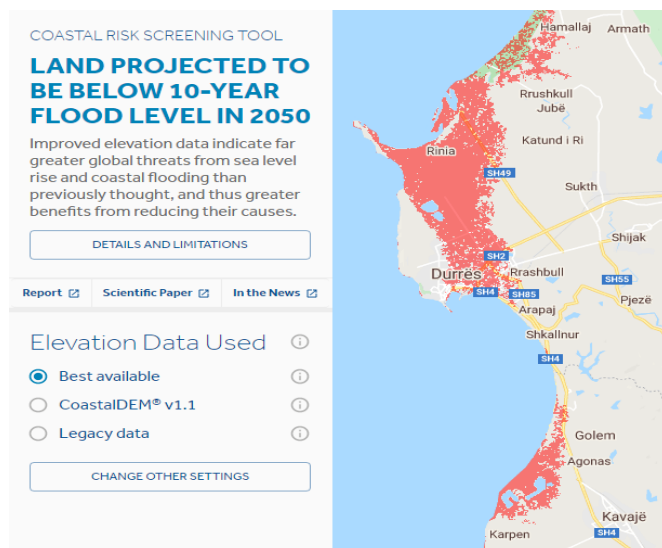 COASTAL RISK SCREENING TOOL
LAND PROJECTED TO
BE BELOW 10-YEAR
FLOOD LEVEL IN 2050
Improved elevation data indicate far
greater global threats from sea level
rise and coastal flooding than
previously thought, and thus greater
benefits from reducing their causes.
DETAILS AND LIMITATIONS
Report
Scientific Paper
In the News
Elevation Data Used
Best available
CoastalDEM® v1.1
Legacy data
CHANGE OTHER SETTINGS
Hamallaj
Armath
Rrushkull
Jubë
Katund i Ri
Rinia
SH49
Sukth
Shijak
SH2
Durrës
Rrashbull
SH55
SH4
SH85
Pjezë
Arapaj
Shkallnur
SH4
Golem
Agonas
Kavajë
Karpen
SH4